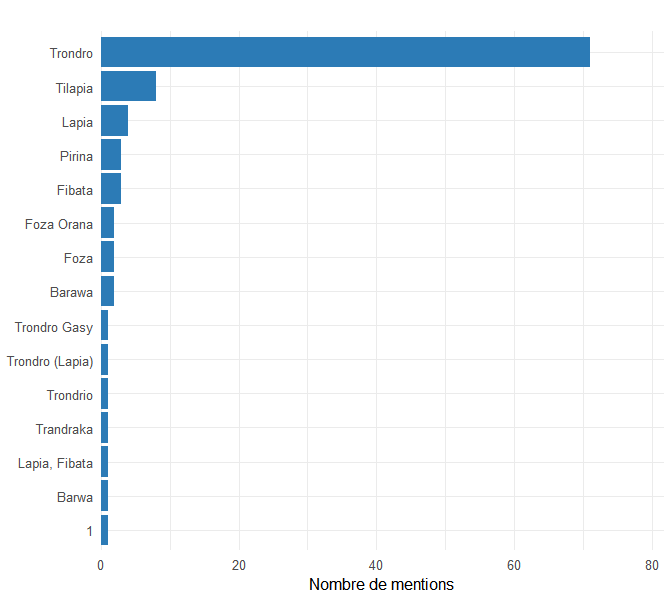 Trondro
Tilapia
Lapia
Pirina
Fibata
Foza Orana
Foza
Barawa
Trondro Gasy
Trondro (Lapia)
Trondrio
Trandraka
Lapia, Fibata
Barwa
1
0 20 40 60 80
Nombre de mentions